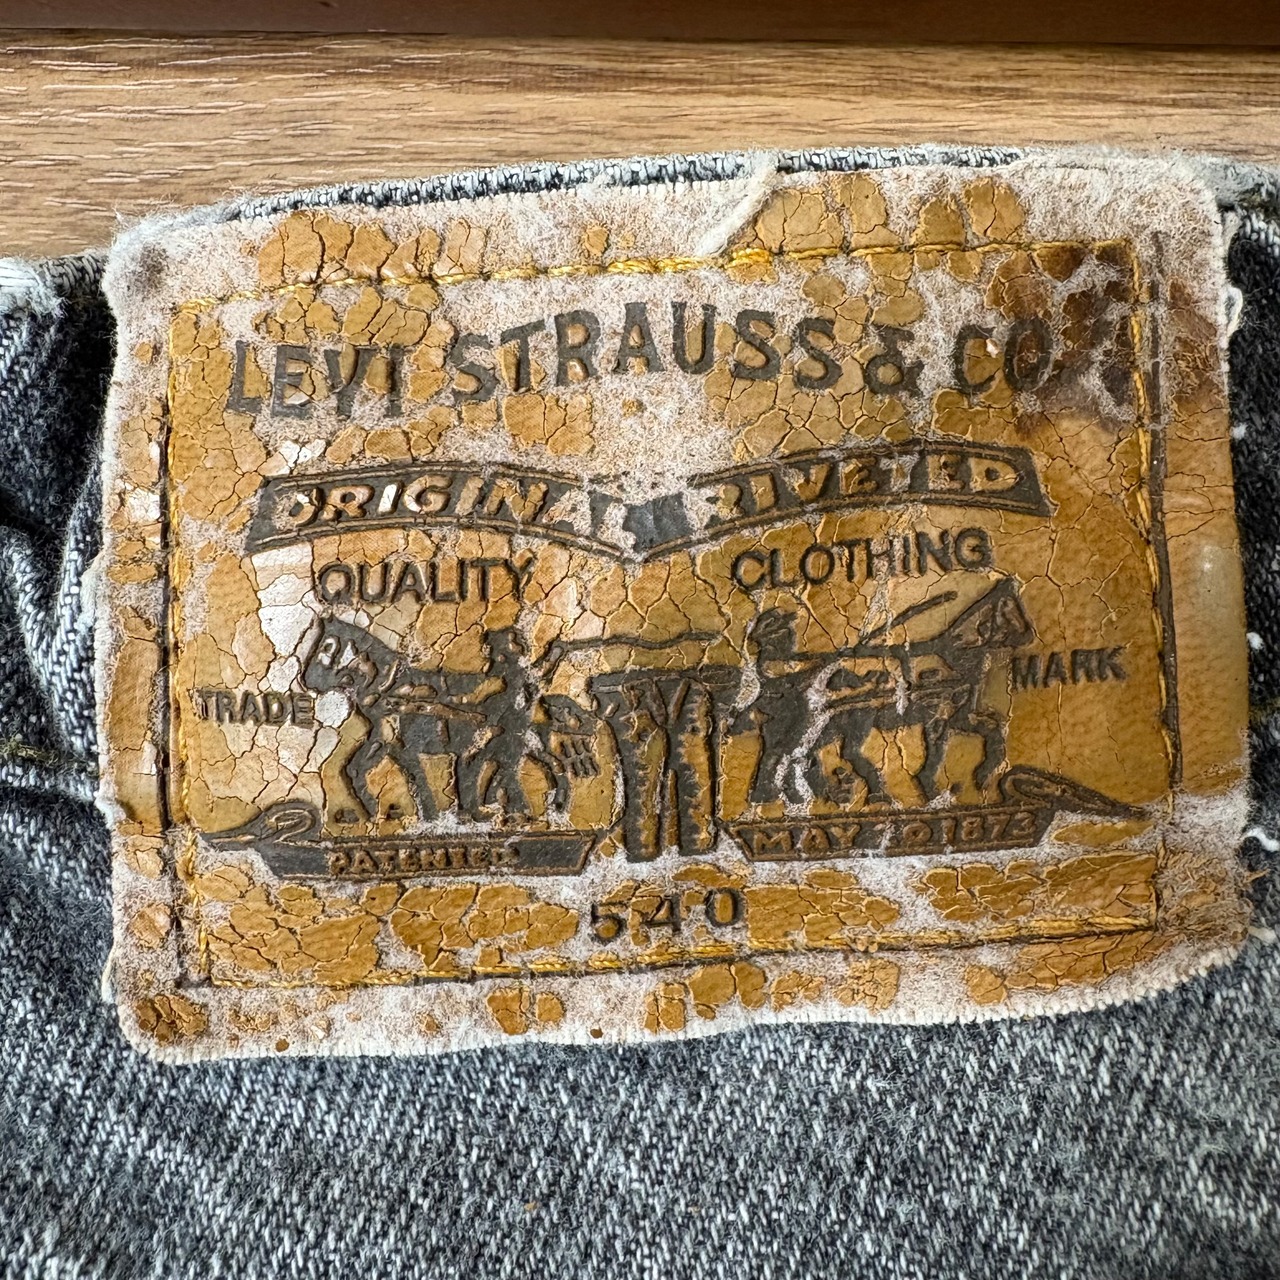 LEVI STRAUSS & CO
ORIGINAL RIVETED
QUALITY CLOTHING
TRADE MARK
PATENTED MAY 20 1873
540